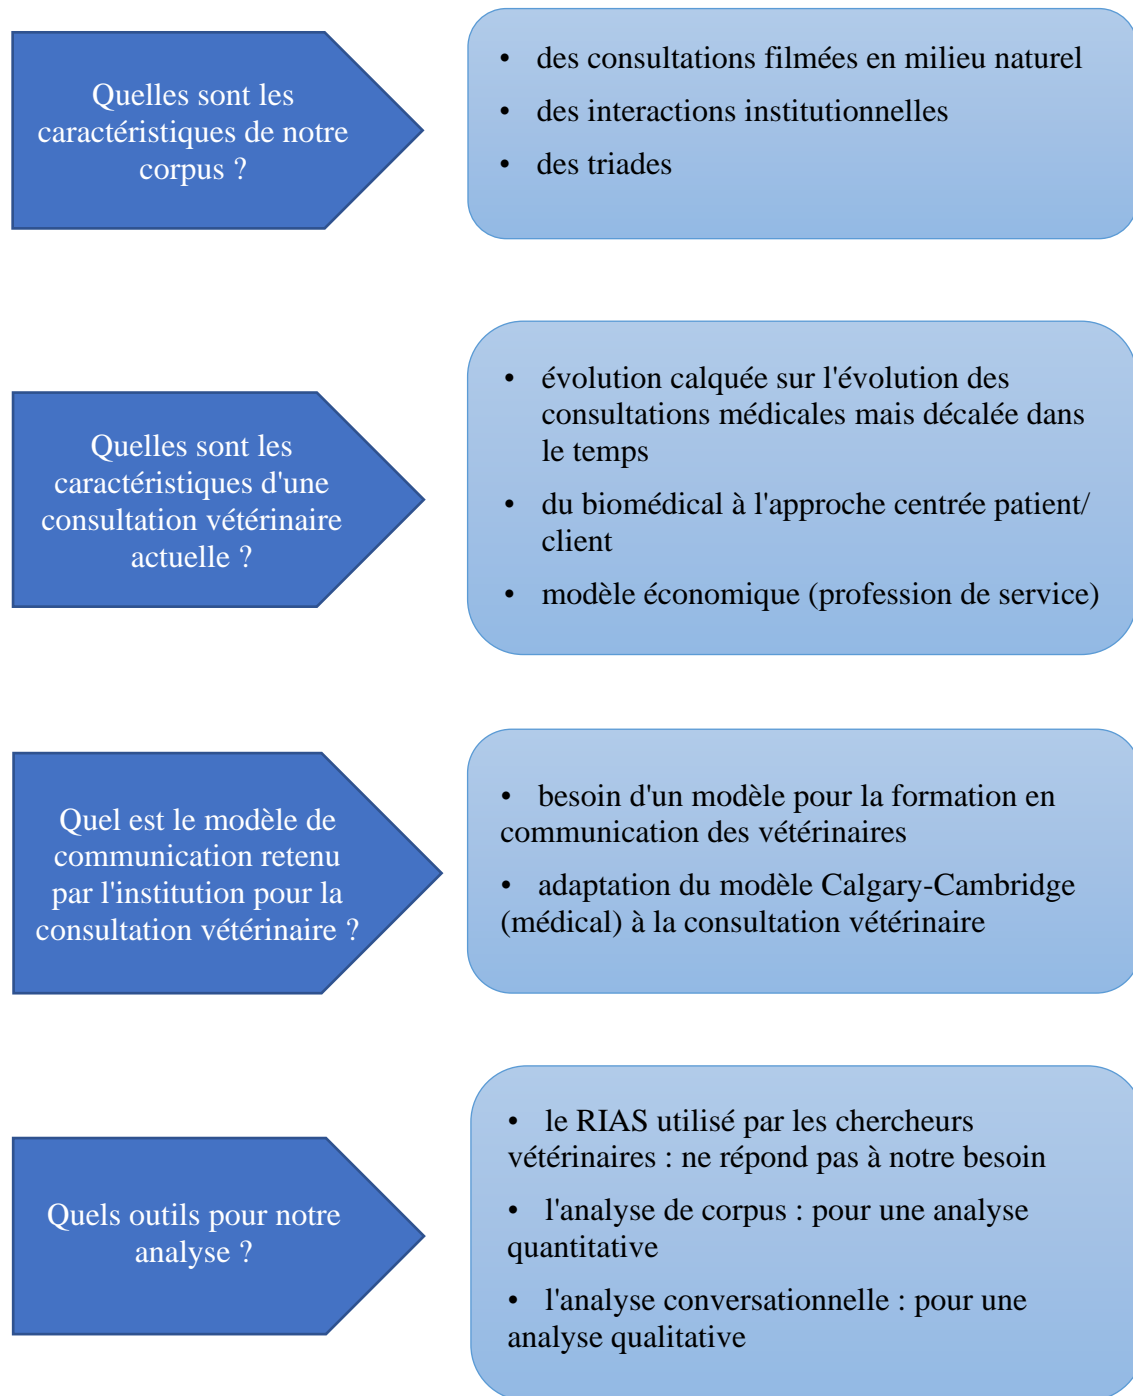 Quelles sont les
caractéristiques de notre
corpus ?
• des consultations filmées en milieu naturel
• des interactions institutionnelles
• des triades
Quelles sont les
caractéristiques d'une
consultation vétérinaire
actuelle ?
• évolution calquée sur l'évolution des
consultations médicales mais décalée dans
le temps
• du biomédical à l'approche centrée patient/
client
• modèle économique (profession de service)
Quel est le modèle de
communication retenu
par l'institution pour la
consultation vétérinaire ?
• besoin d'un modèle pour la formation en
communication des vétérinaires
• adaptation du modèle Calgary-Cambridge
(médical) à la consultation vétérinaire
Quels outils pour notre
analyse ?
• le RIAS utilisé par les chercheurs
vétérinaires : ne répond pas à notre besoin
• l'analyse de corpus : pour une analyse
quantitative
• l'analyse conversationnelle : pour une
analyse qualitative